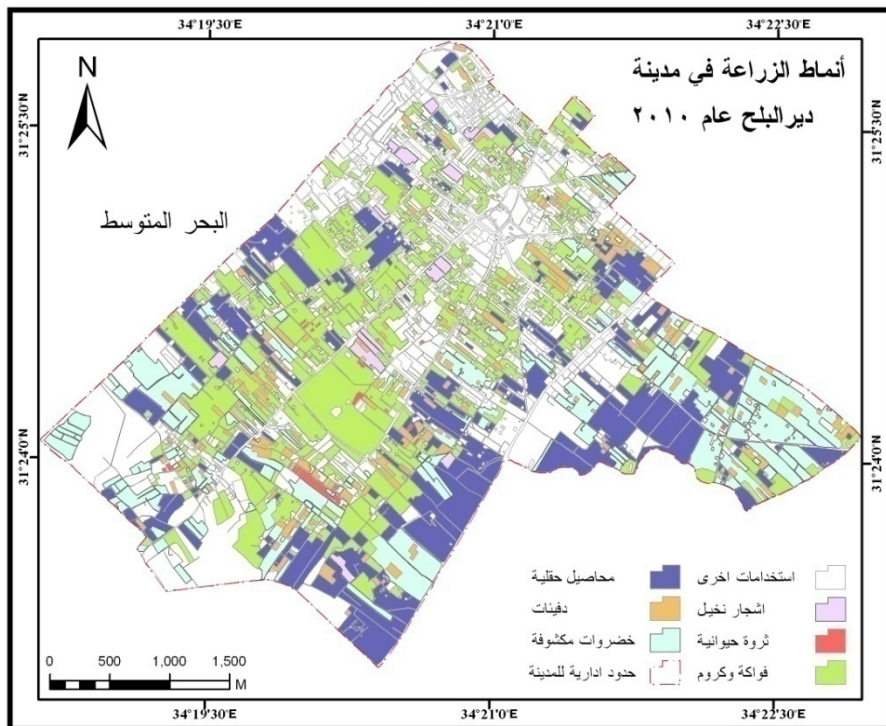 34°19'30"E 34°21'0"E 34°22'30"E
N
أنماط الزراعة في مدينة
ديرالبلح عام ٢٠١٠
31°25'30"N 31°25'30"N
البحر المتوسط
31°24'0"N 31°24'0"N
استخدامات اخرى محاصيل حقلية
اشجار نخيل دفيئات
ثروة حيوانية خضروات مكشوفة
فواكة وكروم حدود ادارية للمدينة
0 500 1,000 1,500
M
34°19'30"E 34°21'0"E 34°22'30"E